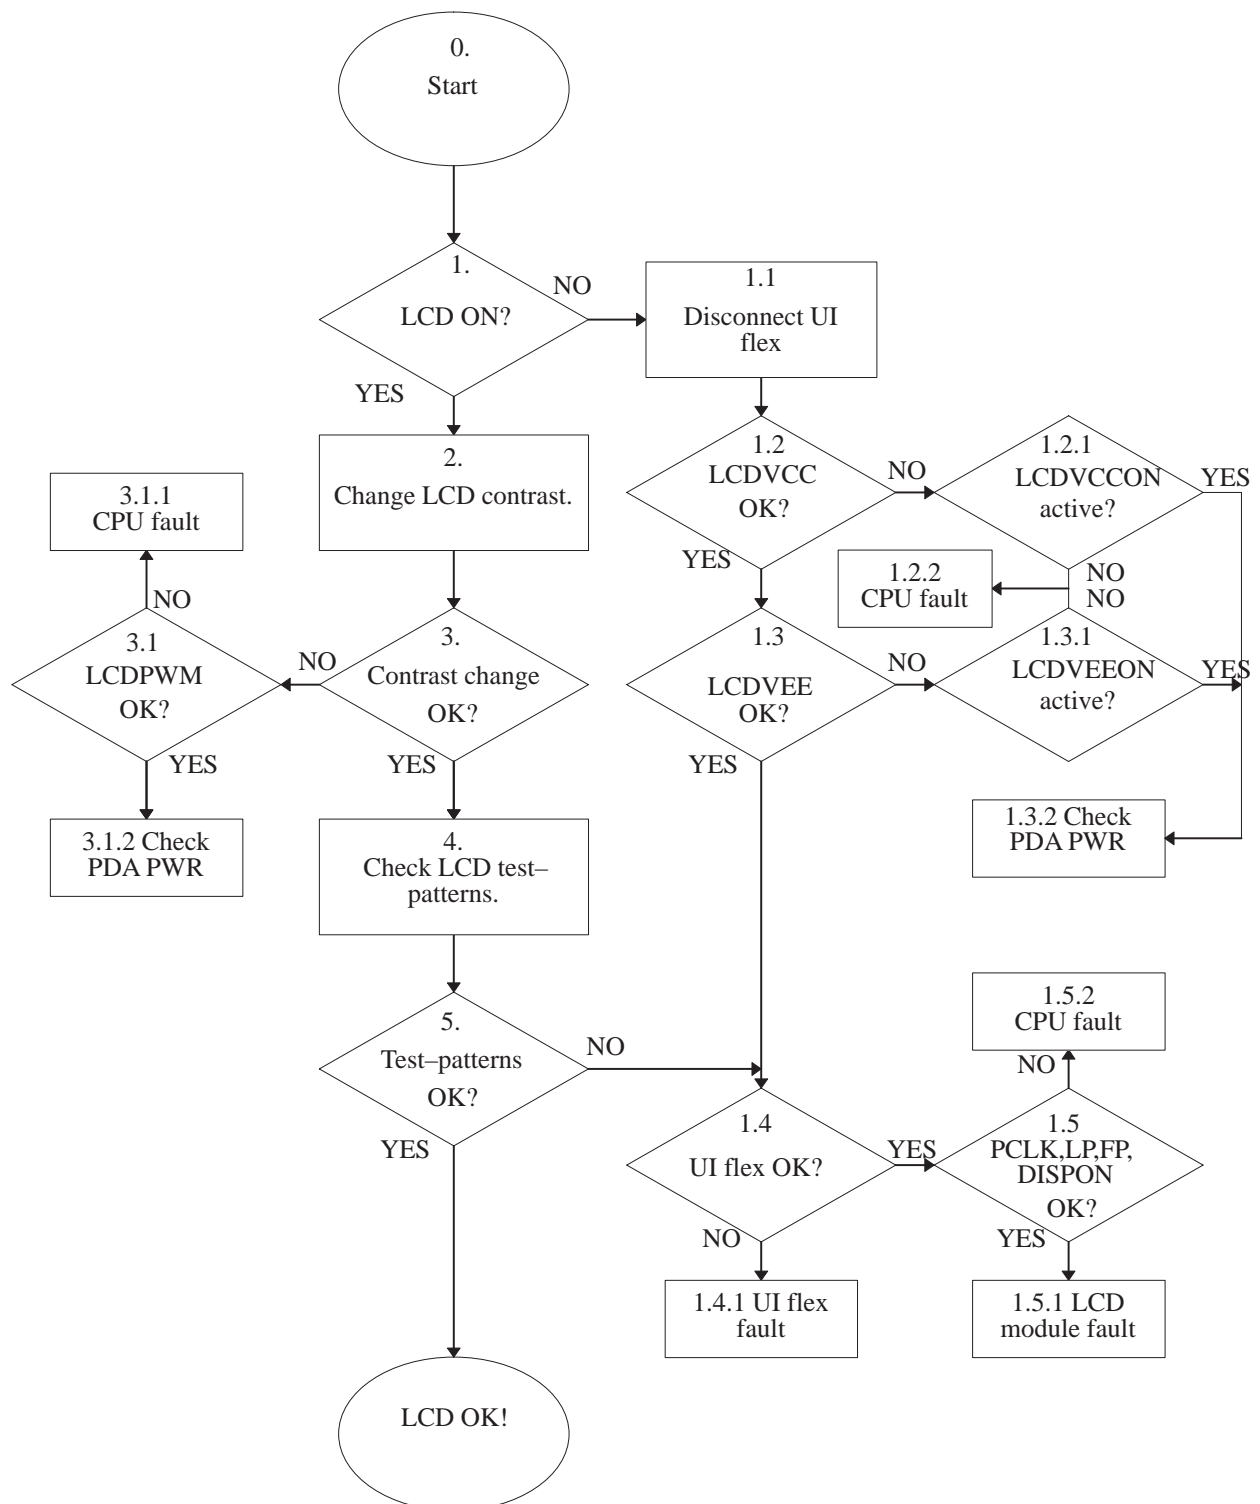 0.
Start
1.
LCD ON?
NO
YES
1.1
Disconnect UI
flex
2.
Change LCD contrast.
1.2
LCDVCC
OK?
NO
YES
1.2.1
LCDVCCON
active?
YES
NO
1.2.2
CPU fault
NO
3.1.1
CPU fault
NO
3.1
LCDPWM
OK?
NO
YES
3.
Contrast change
OK?
YES
1.3
LCDVEE
OK?
NO
YES
1.3.1
LCDVEEON
active?
YES
3.1.2 Check
PDA PWR
4.
Check LCD test–
patterns.
1.3.2 Check
PDA PWR
5.
Test–patterns
OK?
NO
YES
1.5.2
CPU fault
NO
1.4
UI flex OK?
YES
NO
1.5
PCLK,LP,FP,
DISPON
OK?
YES
1.4.1 UI flex
fault
1.5.1 LCD
module fault
LCD OK!